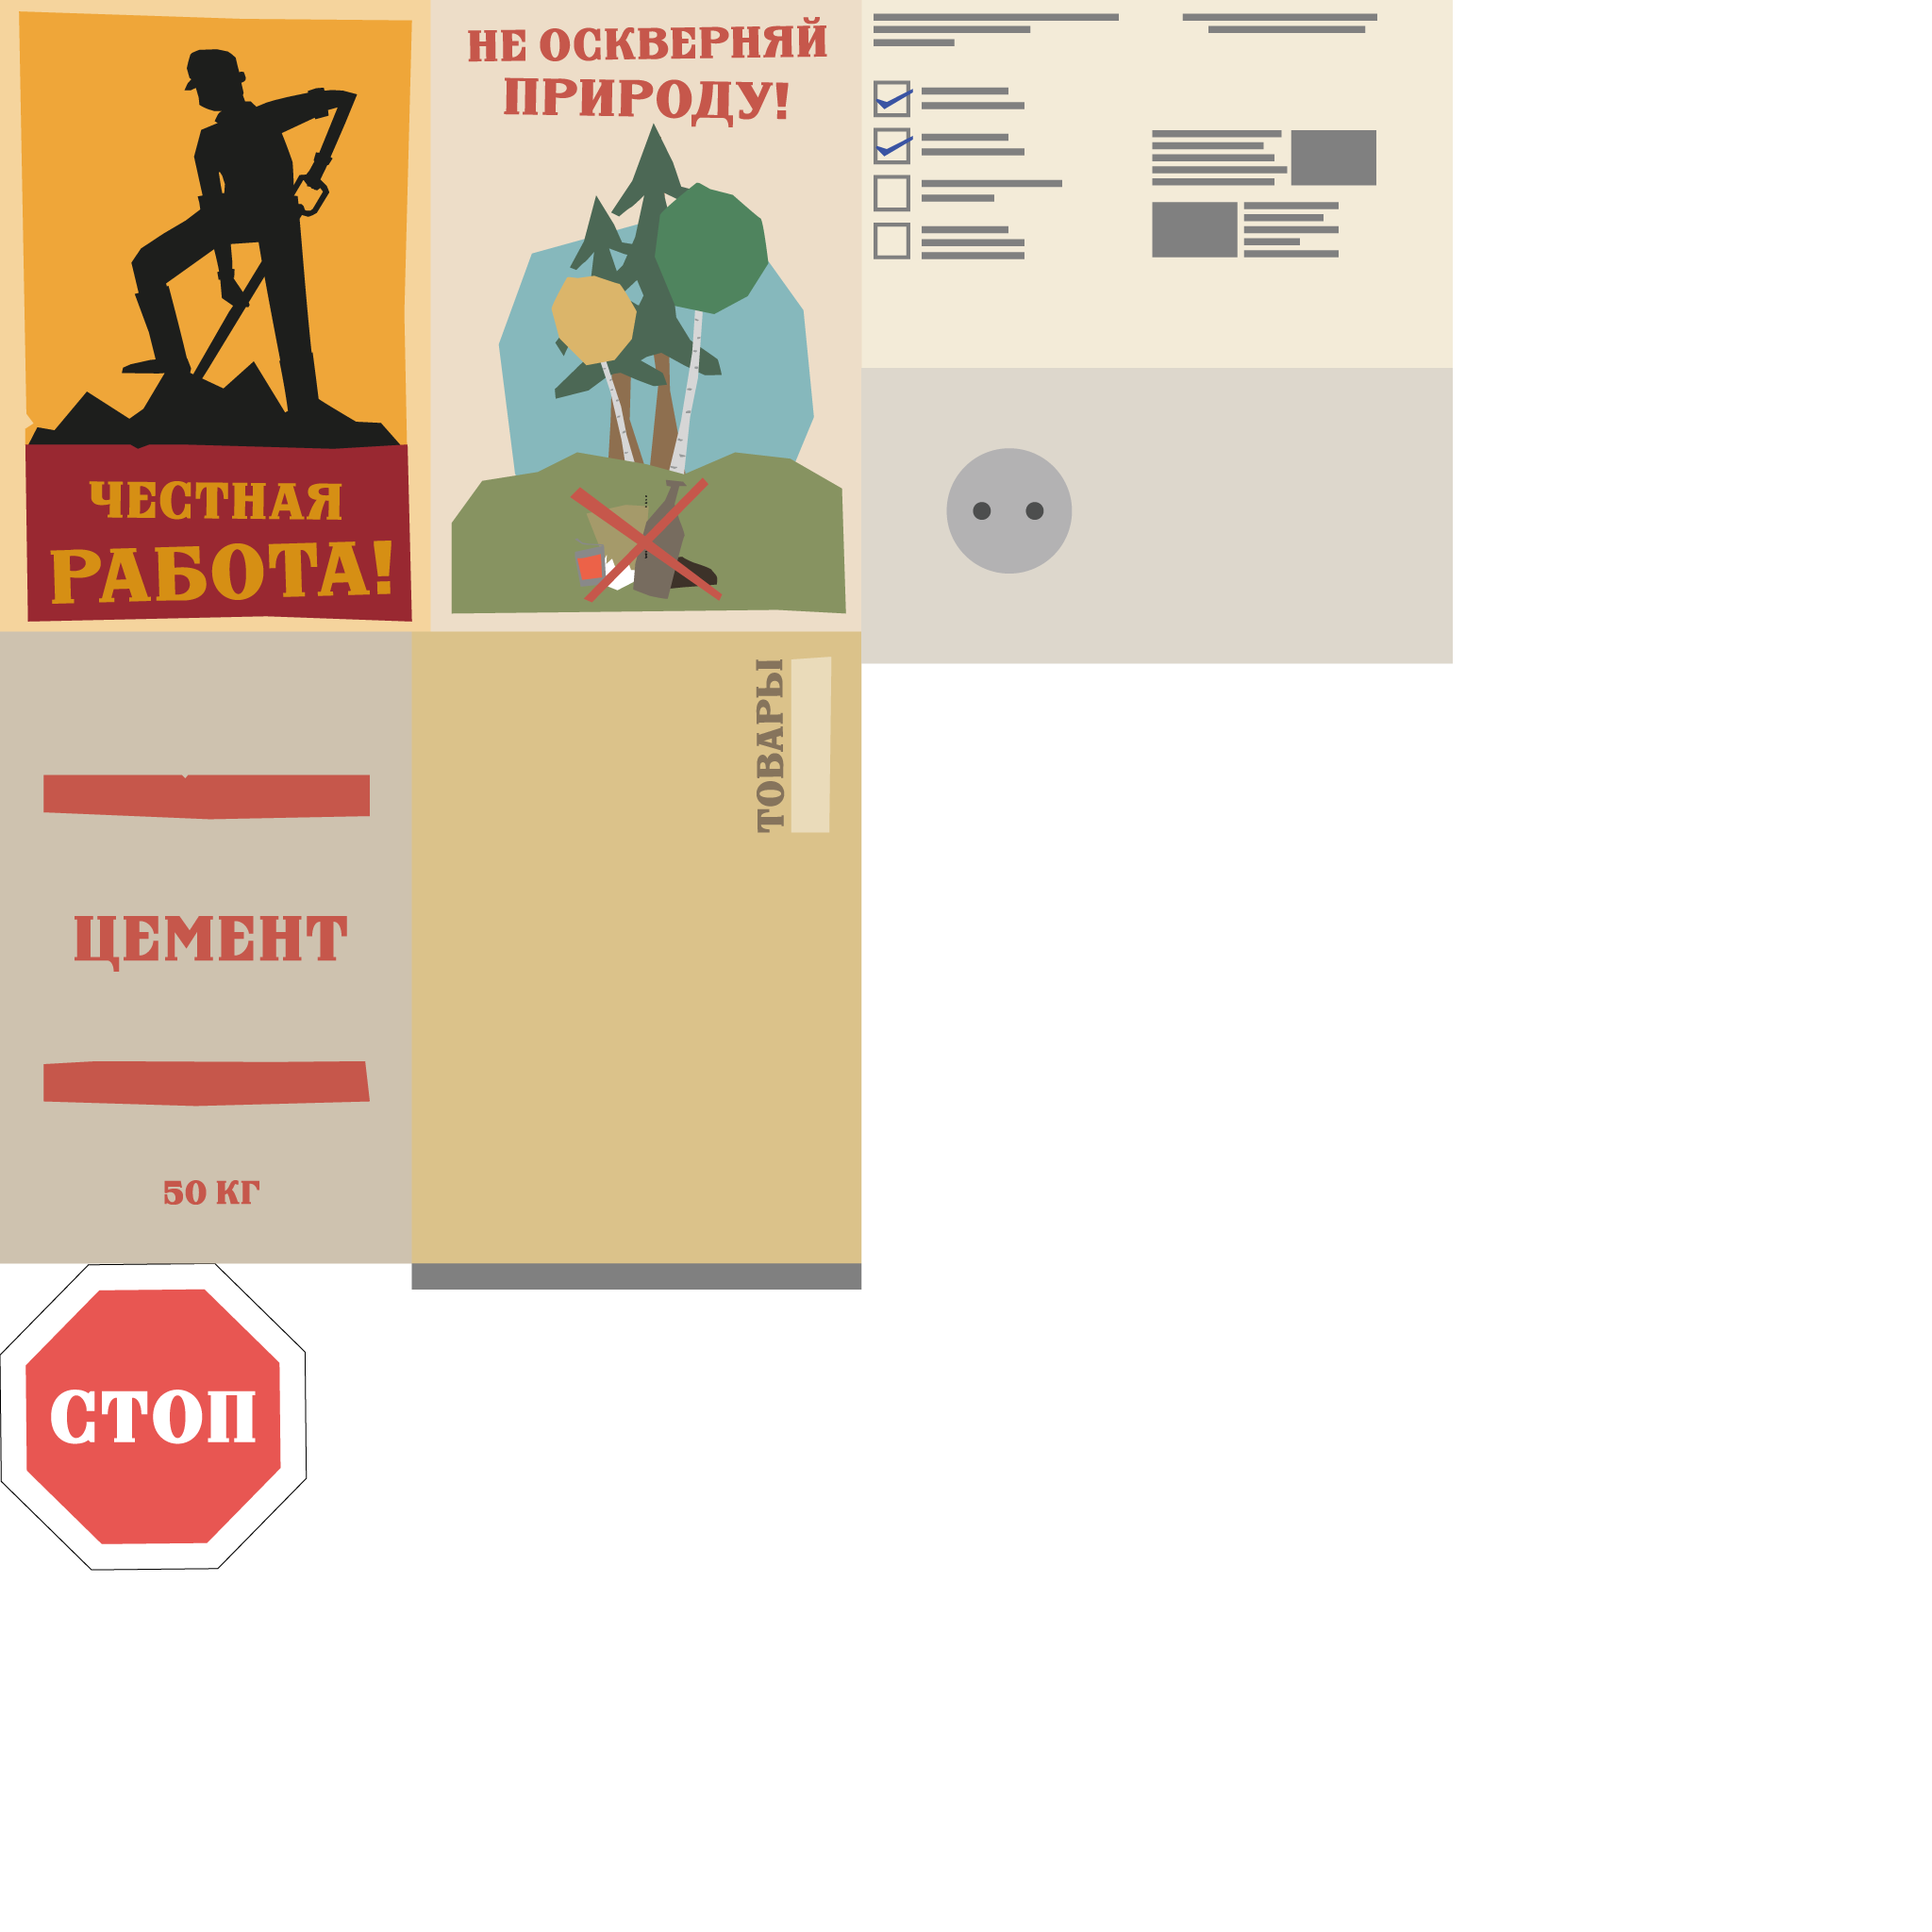 ЧЕСТНАЯ
РАБОТА!
НЕ ОСКВЕРНЯЙ
ПРИРОДУ!
ТОВАРЫ
ЦЕМЕНТ
50 КГ
СТОП